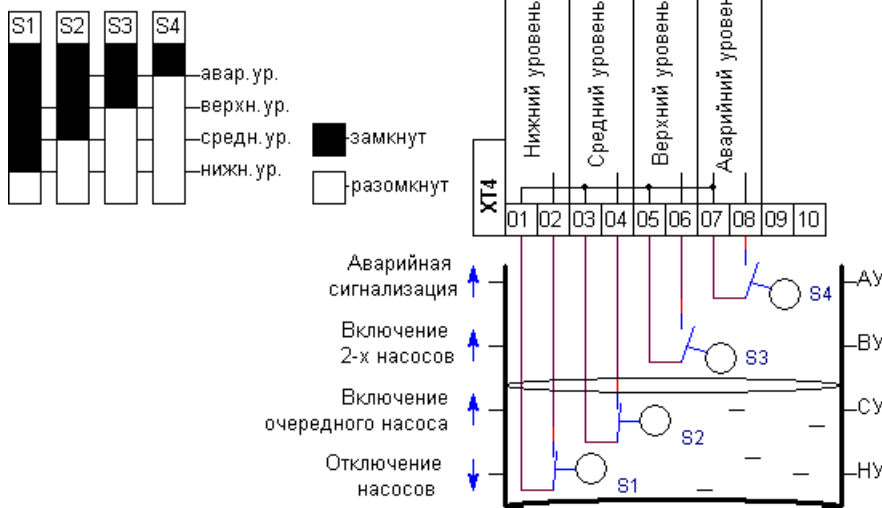 S1 S2 S3 S4
авар.ур.
верхн.ур.
средн.ур.
нижн.ур.
замкнут
разомкнут
Нижний уровень
Средний уровень
Верхний уровень
Аварийный уровень
XT4
01 02 03 04 05 06 07 08 09 10
Аварийная
сигнализация
S4
АУ
Включение
2-х насосов
S3
ВУ
Включение
очередного насоса
S2
СУ
Отключение
насосов
S1
НУ